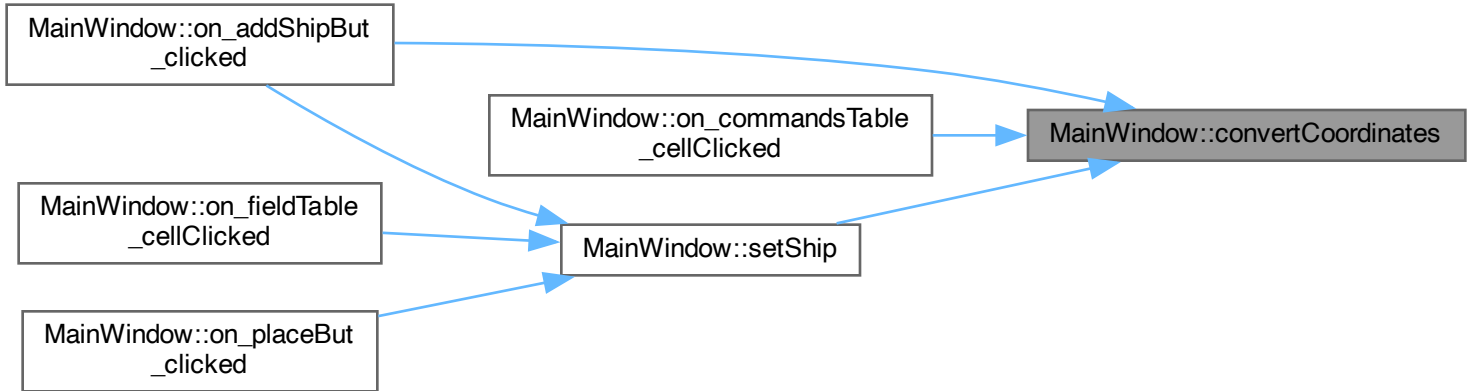 MainWindow::on_addShipBut
_clicked
MainWindow::on_commandsTable
_cellClicked
MainWindow::convertCoordinates
MainWindow::on_fieldTable
_cellClicked
MainWindow::setShip
MainWindow::on_placeBut
_clicked